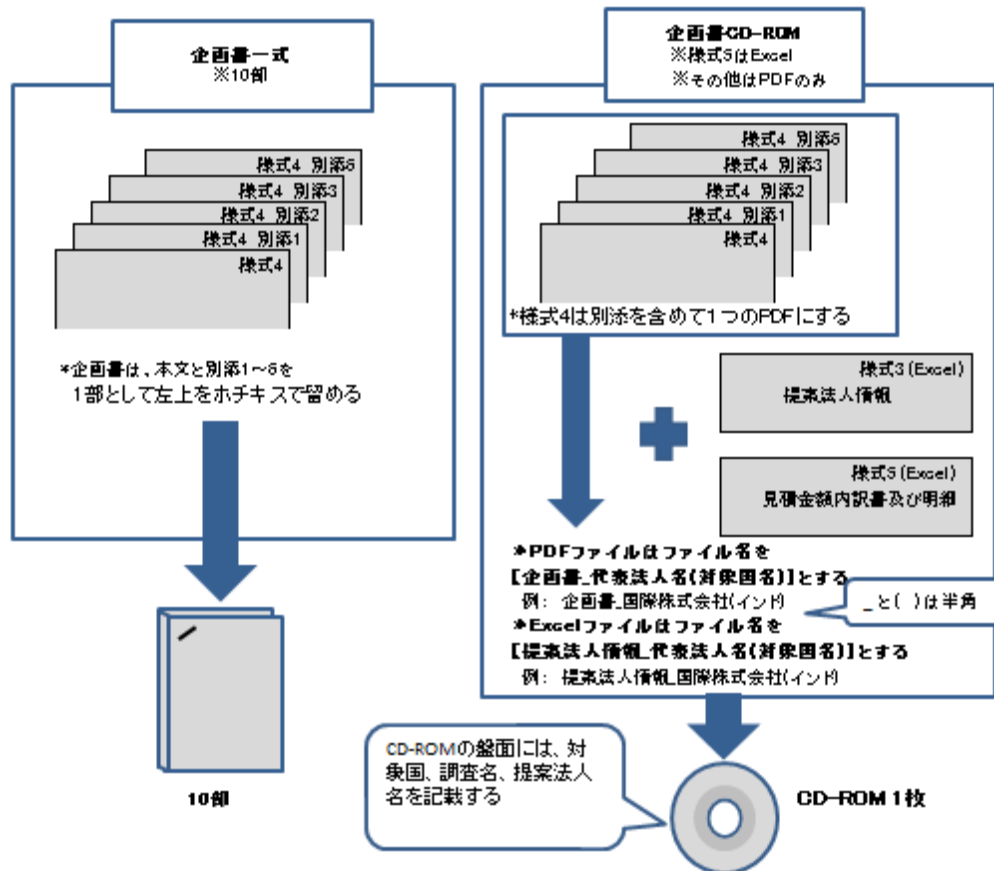 企画書一式
※10部
様式4 別添6
様式4 別添3
様式4 別添2
様式4 別添1
様式4
*企画書は、本文と別添1～6を
1部として左上をホチキスで留める
10部
企画書CD-ROM
※様式5はExcel
※その他はPDFのみ
様式4 別添6
様式4 別添3
様式4 別添2
様式4 別添1
様式4
*様式4は別添を含めて1つのPDFにする
様式3(Excel)
提案法人情報
様式5(Excel)
見積金額内訳書及び明細
*PDFファイルはファイル名を
[企画書_代表法人名(対象国名)]とする
例： 企画書_国際株式会社(インド)
*Excelファイルはファイル名を
[提案法人情報_代表法人名(対象国名)]とする
例： 提案法人情報_国際株式会社(インド)
_と( )は半角
CD-ROMの盤面には、対
象国、調査名、提案法人
名を記載する
CD-ROM 1枚